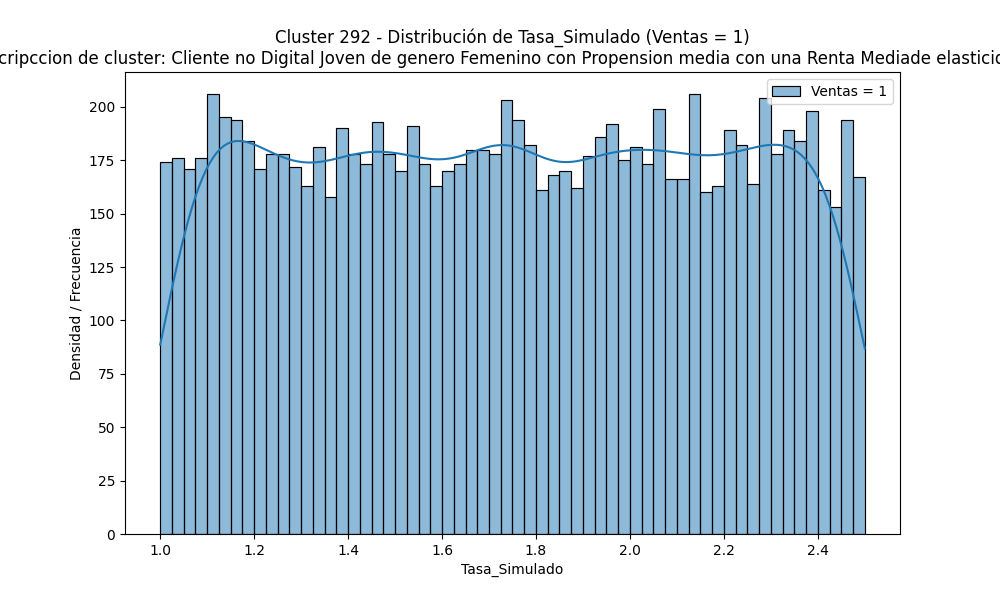 Cluster 292 - Distribución de Tasa_Simulado (Ventas = 1)
cripccion de cluster: Cliente no Digital Joven de genero Femenino con Propension media con una Renta Mediade elastici
Ventas = 1
Densidad / Frecuencia
200
175
150
125
100
75
50
25
0
1.0 1.2 1.4 1.6 1.8 2.0 2.2 2.4
Tasa_Simulado